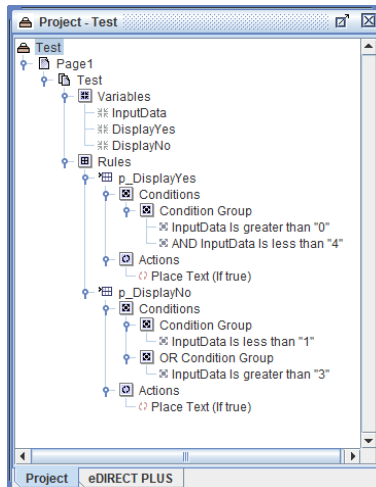 Project - Test
Test
Page1
Test
Variables
InputData
DisplayYes
DisplayNo
Rules
p_DisplayYes
Conditions
Condition Group
InputData Is greater than "0"
AND InputData Is less than "4"
Actions
Place Text (If true)
p_DisplayNo
Conditions
Condition Group
InputData Is less than "1"
OR Condition Group
InputData Is greater than "3"
Actions
Place Text (If true)
Project eDIRECT PLUS